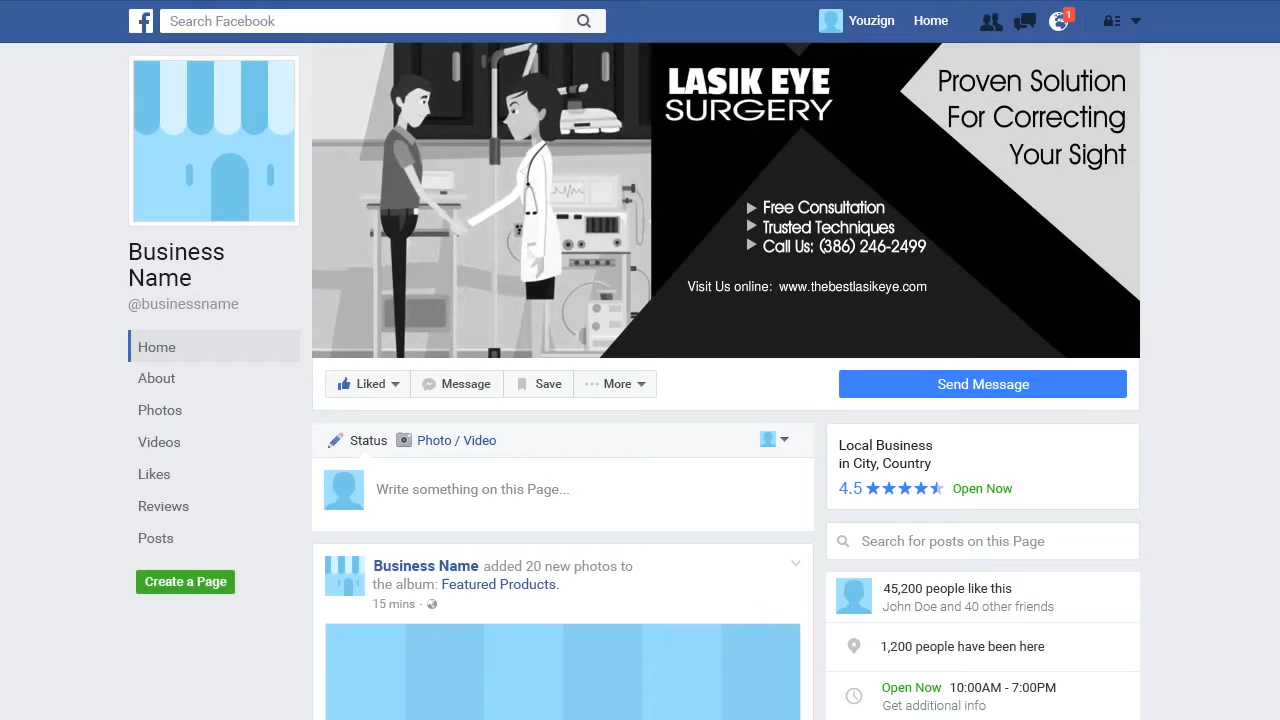 f
Search Facebook
Youzign
Home
1
LASIK EYE
SURGERY
Proven Solution
For Correcting
Your Sight
Free Consultation
Trusted Techniques
Call Us: (386) 246-2499
Visit Us online: www.thebestlasikeye.com
Business
Name
@businessname
Home
About
Photos
Videos
Likes
Reviews
Posts
Create a Page
Liked
Message
Save
More
Send Message
Status
Photo / Video
Write something on this Page...
Business Name added 20 new photos to
the album: Featured Products.
15 mins ·
Local Business
in City, Country
4.5 ★★★★ Open Now
Search for posts on this Page
45,200 people like this
John Doe and 40 other friends
1,200 people have been here
Open Now 10:00AM - 7:00PM
Get additional info